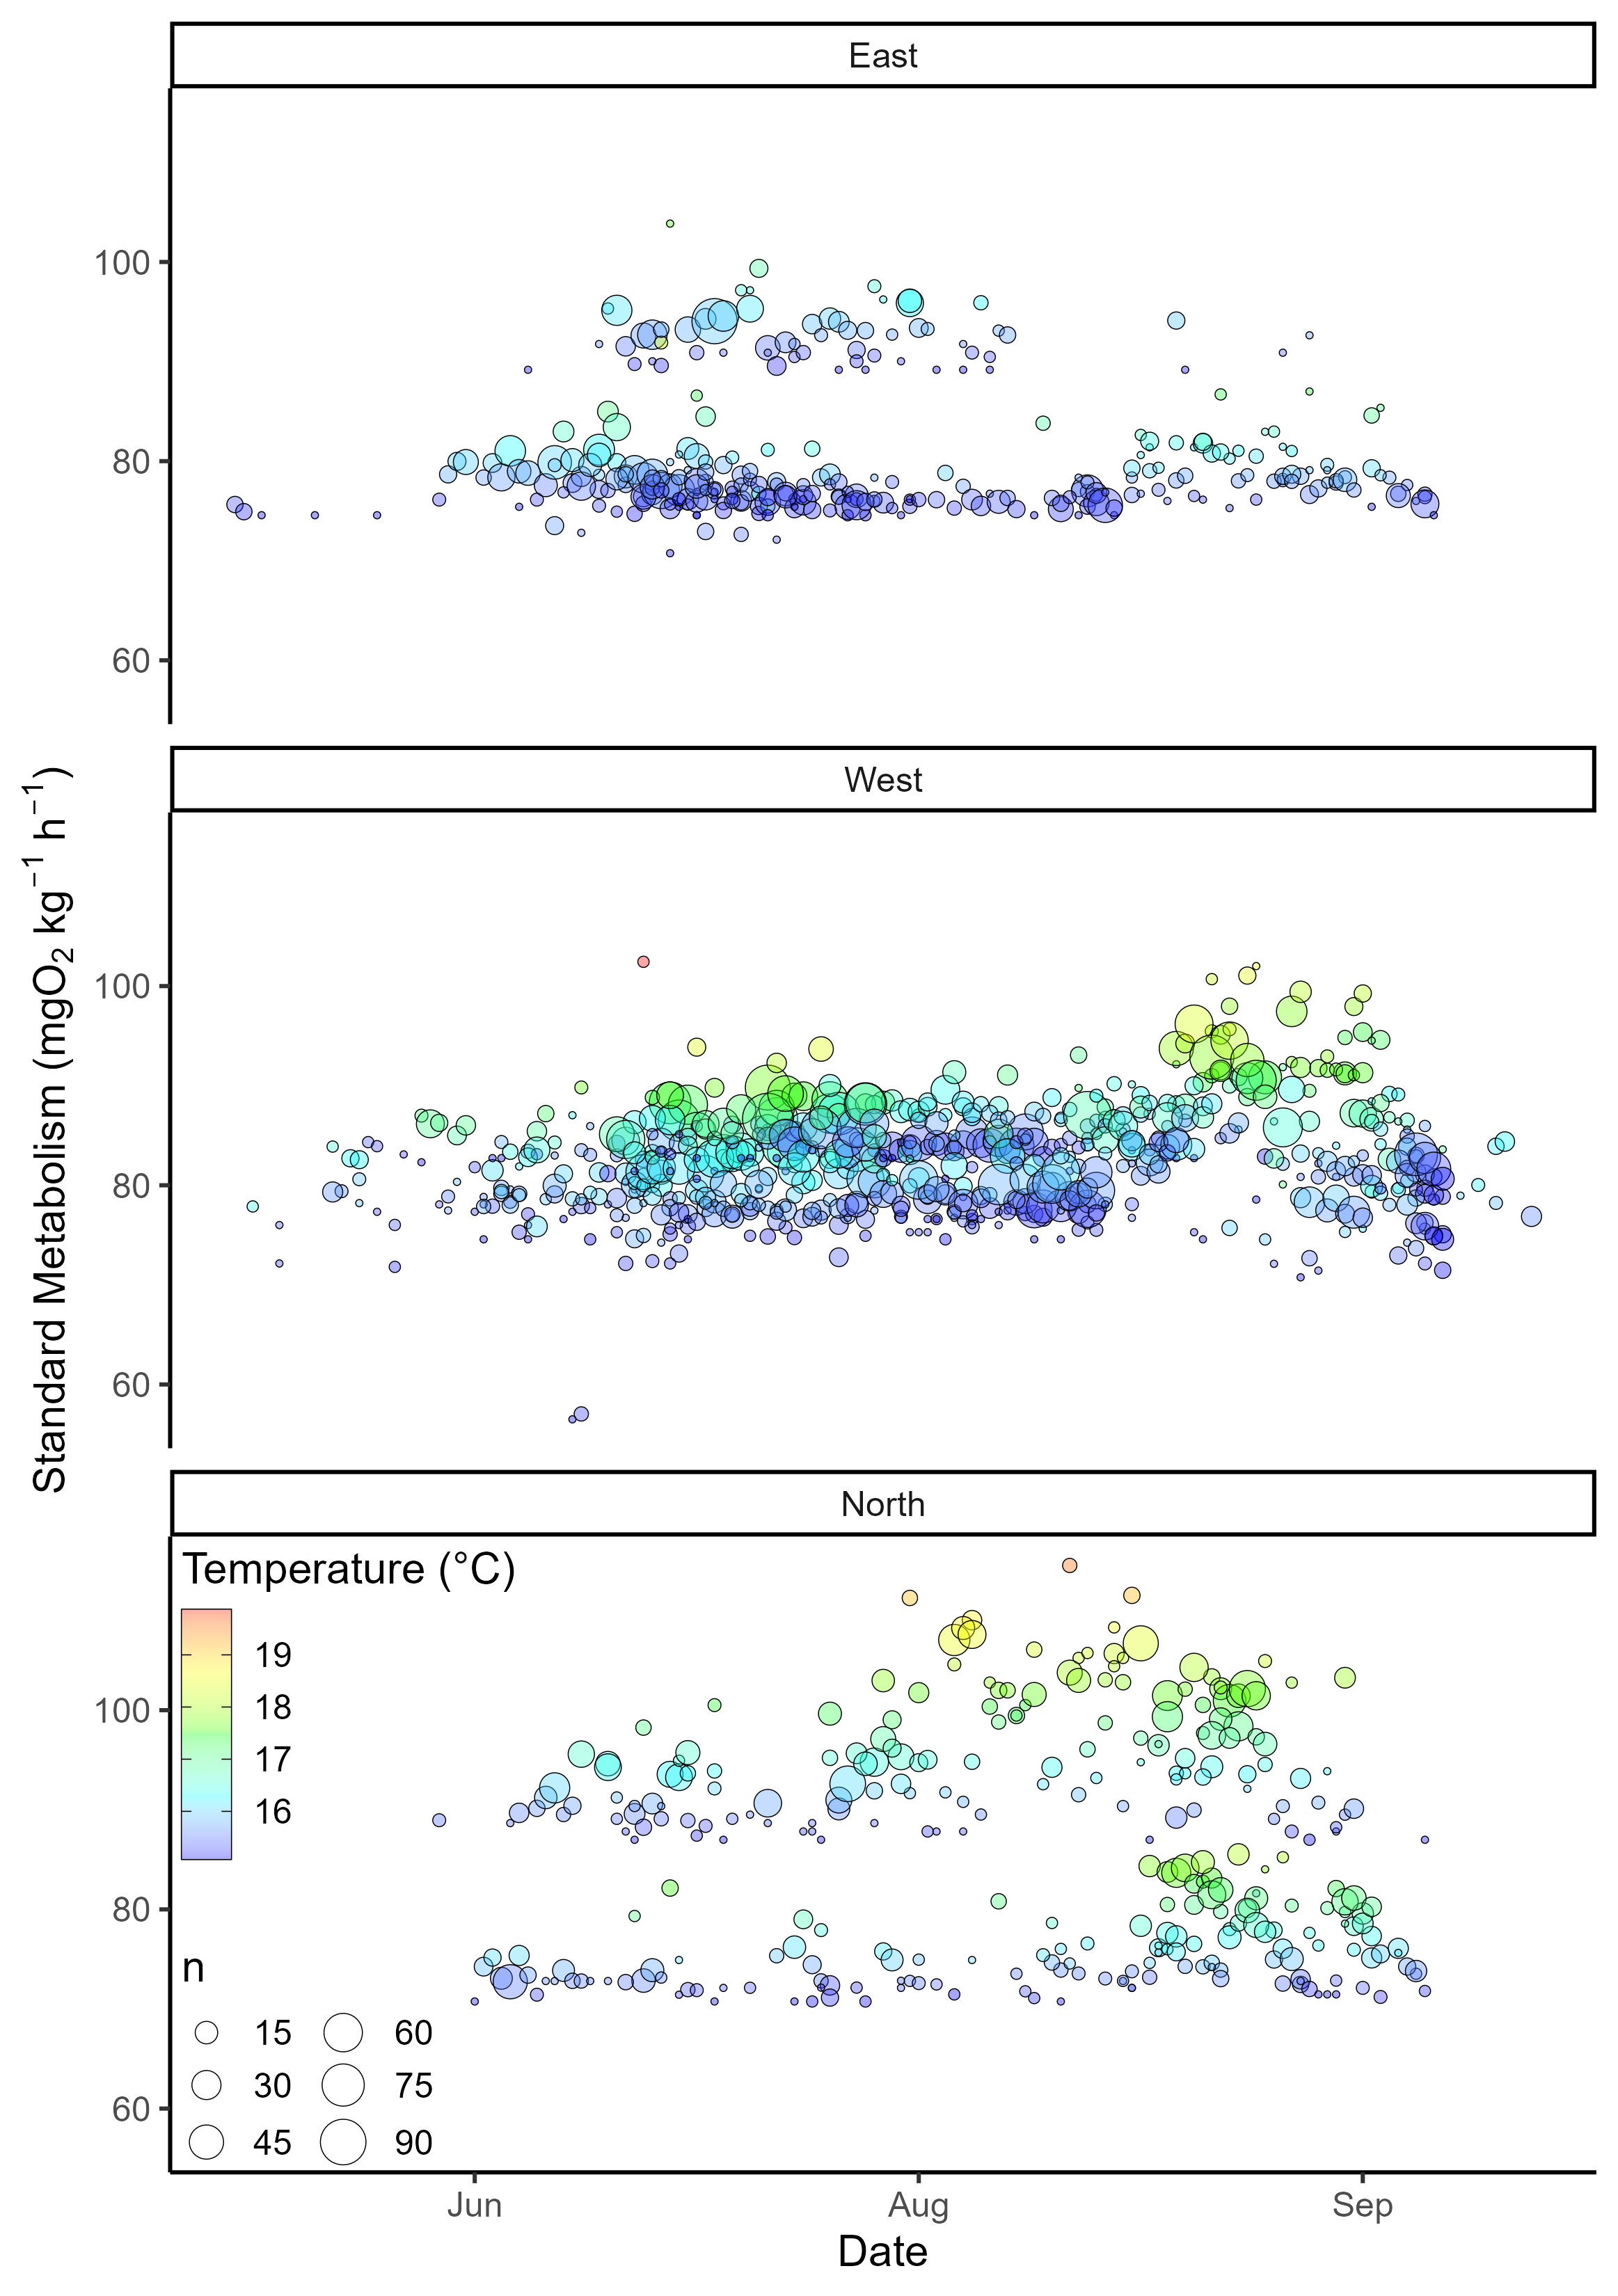 East
100
80
60
West
100
80
60
Standard Metabolism (mgO₂ kg⁻¹ h⁻¹)
North
Temperature (°C)
19
18
17
16
100
80
60
n
15 60
30 75
45 90
Jun Aug Sep
Date